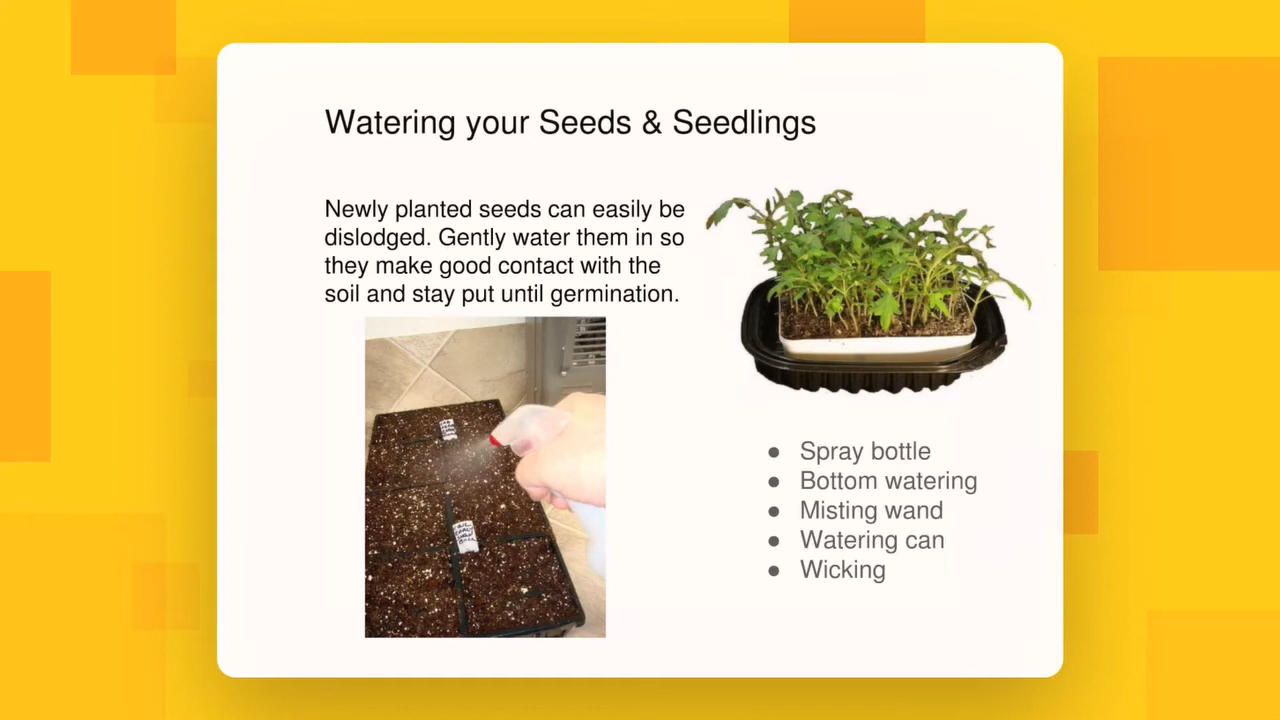 Watering your Seeds & Seedlings
Newly planted seeds can easily be
dislodged. Gently water them in so
they make good contact with the
soil and stay put until germination.
● Spray bottle
● Bottom watering
● Misting wand
● Watering can
● Wicking